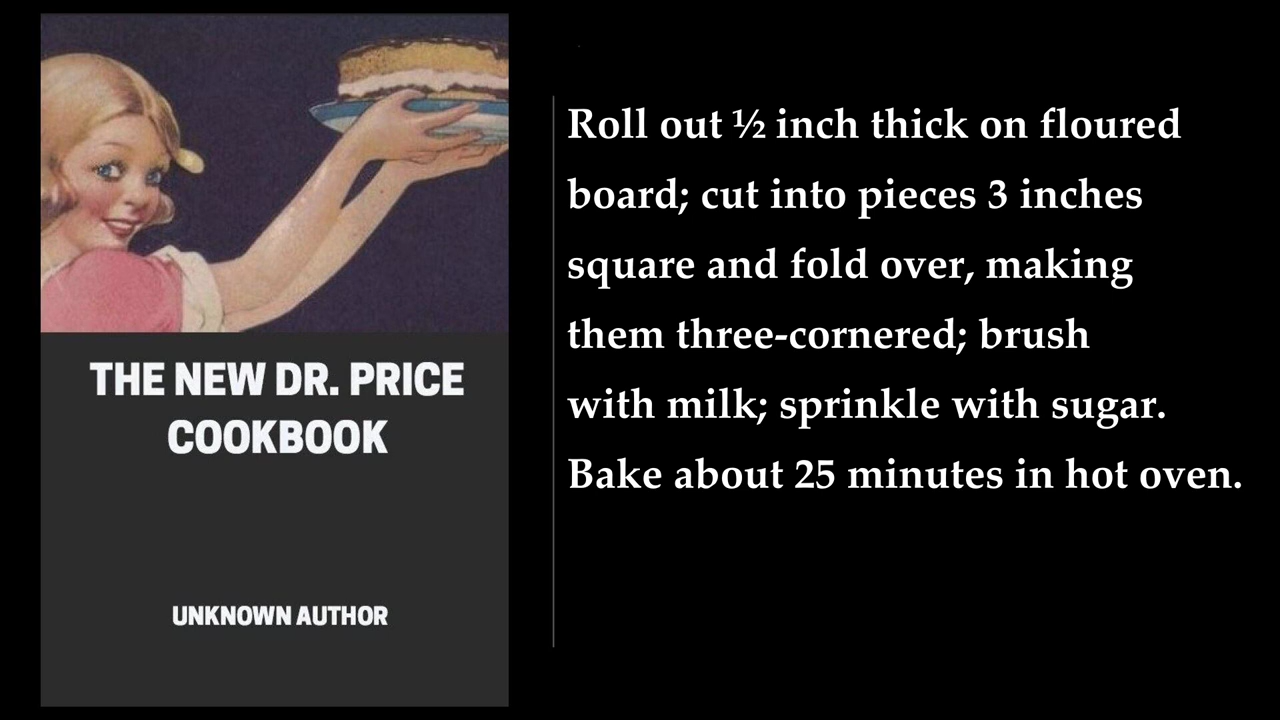 THE NEW DR. PRICE
COOKBOOK
UNKNOWN AUTHOR
Roll out ½ inch thick on floured
board; cut into pieces 3 inches
square and fold over, making
them three-cornered; brush
with milk; sprinkle with sugar.
Bake about 25 minutes in hot oven.